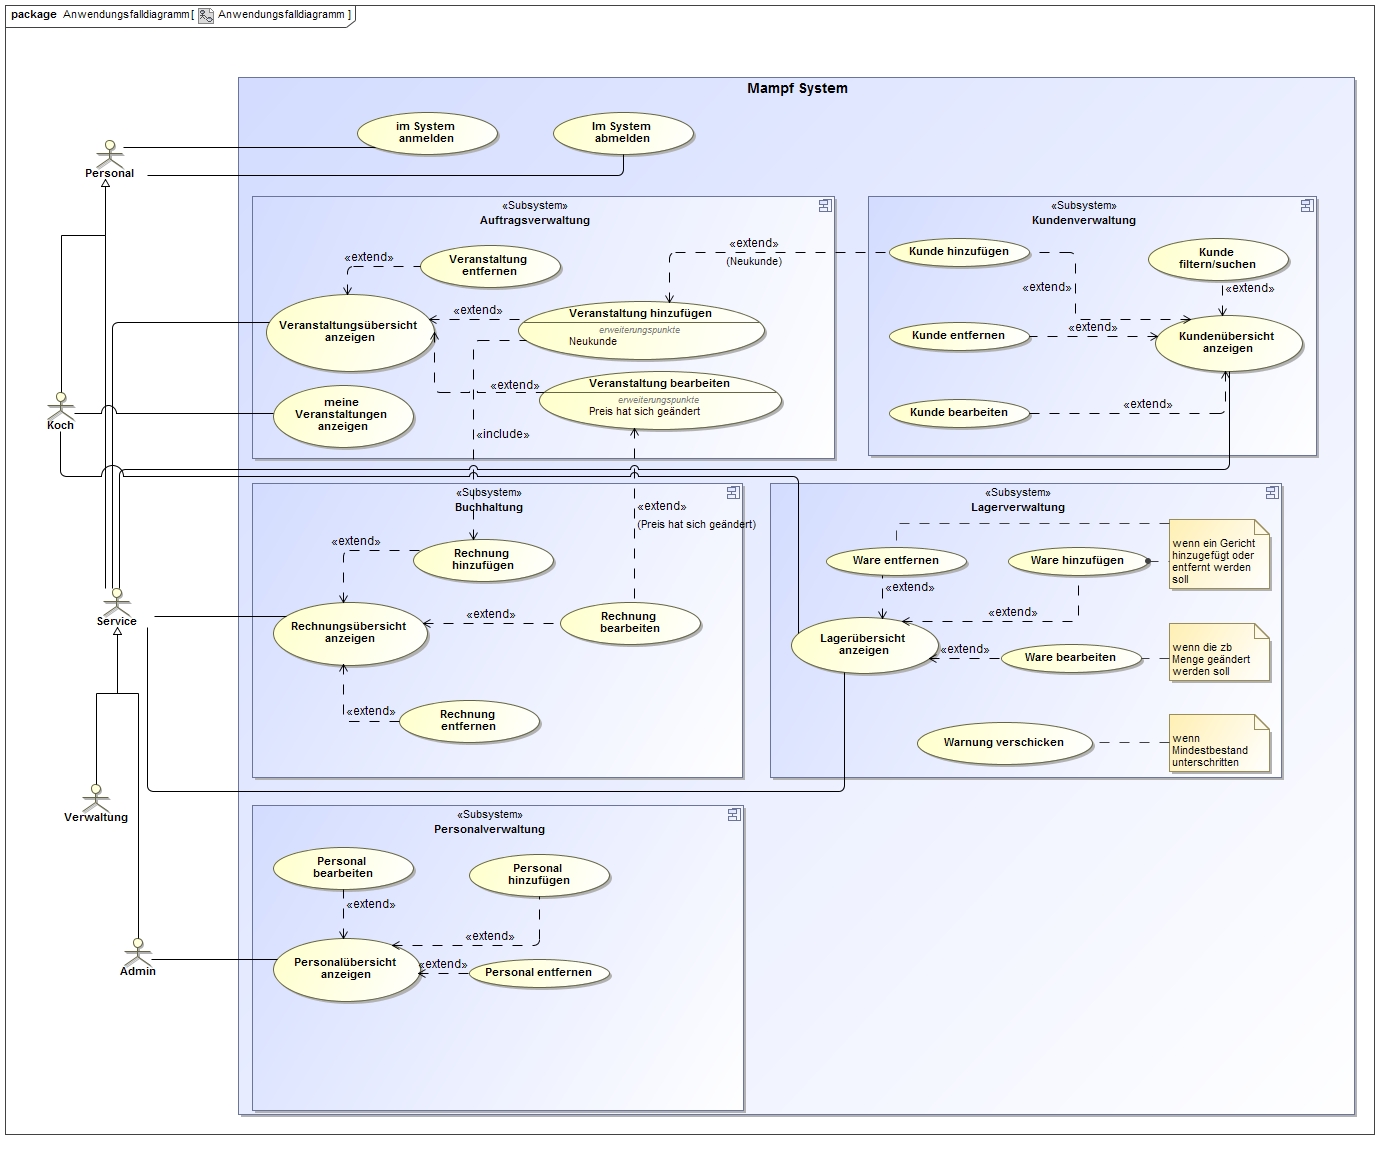 package Anwendungsfalldiagramm[ Anwendungsfalldiagramm ]
Mampf System
im System
anmelden
Im System
abmelden
Personal
«Subsystem»
Auftragsverwaltung
«extend»
Veranstaltung
entfernen
Veranstaltungsübersicht
anzeigen
«extend»
Veranstaltung hinzufügen
erweiterungspunkte
Neukunde
«extend»
(Neukunde)
«extend»
Veranstaltung bearbeiten
erweiterungspunkte
Preis hat sich geändert
meine
Veranstaltungen
anzeigen
«include»
«Subsystem»
Kundenverwaltung
Kunde hinzufügen
Kunde
filtern/suchen
«extend»
«extend»
Kunde entfernen
«extend»
Kundenübersicht
anzeigen
Kunde bearbeiten
«extend»
Koch
«Subsystem»
Buchhaltung
«extend»
(Preis hat sich geändert)
«extend»
Rechnung
hinzufügen
Rechnungsübersicht
anzeigen
«extend»
Rechnung
bearbeiten
«extend»
Rechnung
entfernen
«Subsystem»
Lagerverwaltung
Ware entfernen
Ware hinzufügen
wenn ein Gericht
hinzugefügt oder
entfernt werden
soll
«extend»
«extend»
Lagerübersicht
anzeigen
«extend»
Ware bearbeiten
wenn die zb
Menge geändert
werden soll
Warnung verschicken
wenn
Mindestbestand
unterschritten
Service
Verwaltung
«Subsystem»
Personalverwaltung
Personal
bearbeiten
Personal
hinzufügen
«extend»
«extend»
Personalübersicht
anzeigen
«extend»
Personal entfernen
Admin